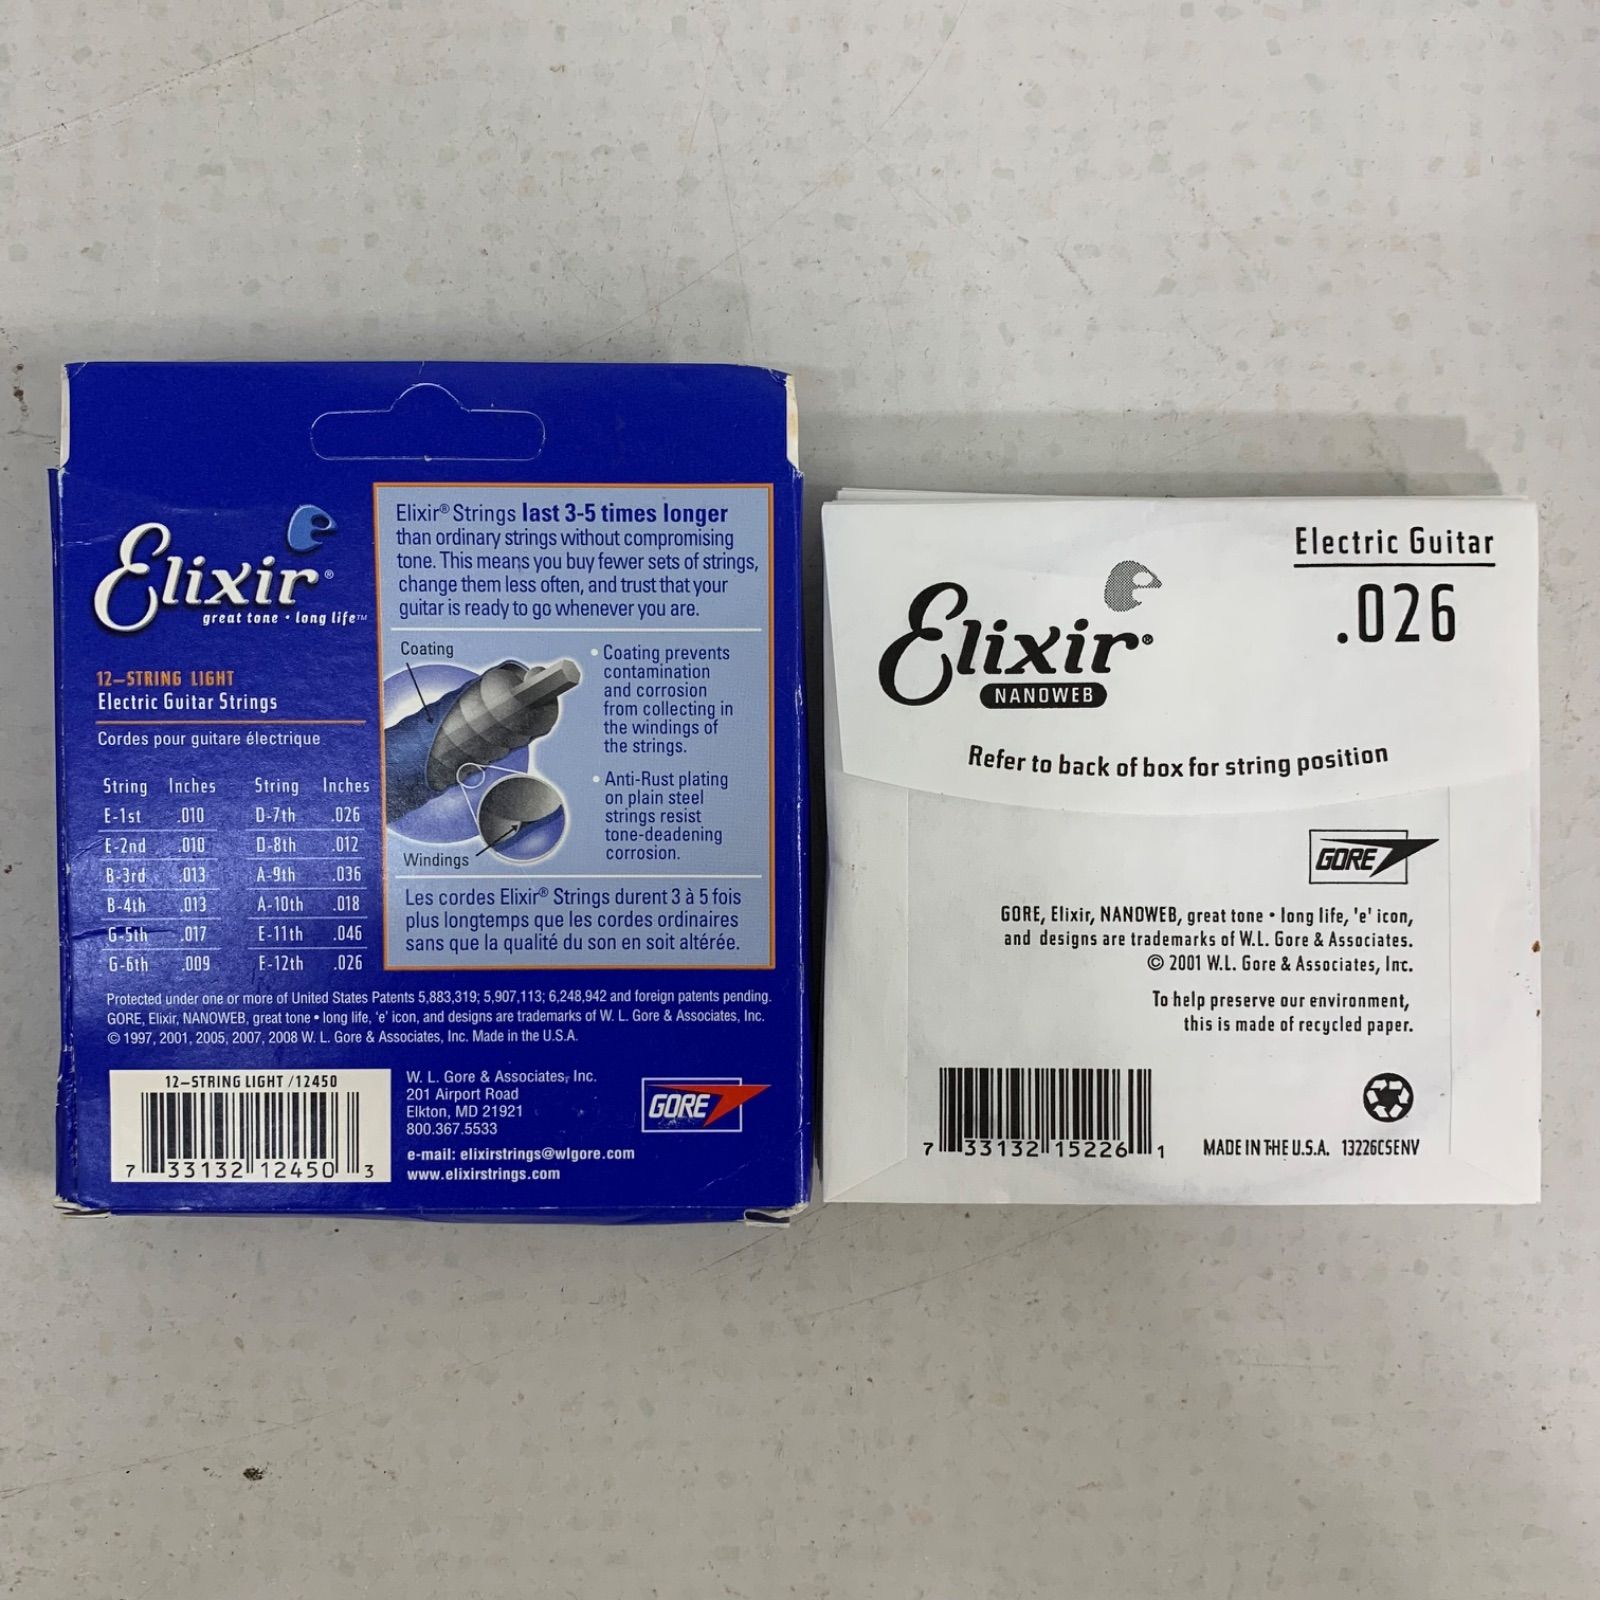 Elixir®
great tone • long life™
12–STRING LIGHT
Electric Guitar Strings
Cordes pour guitare électrique
String Inches String Inches
E-1st .010 D-7th .026
E-2nd .010 D-8th .012
B-3rd .013 A-9th .036
B-4th .013 A-10th .018
G-5th .017 E-11th .046
G-6th .009 E-12th .026
Elixir® Strings last 3-5 times longer
than ordinary strings without compromising
tone. This means you buy fewer sets of strings,
change them less often, and trust that your
guitar is ready to go whenever you are.
Coating
Windings
• Coating prevents
contamination
and corrosion
from collecting in
the windings of
the strings.
• Anti-Rust plating
on plain steel
strings resist
tone-deadening
corrosion.
Les cordes Elixir® Strings durent 3 à 5 fois
plus longtemps que les cordes ordinaires
sans que la qualité du son en soit altérée.
Protected under one or more of United States Patents 5,883,319; 5,907,113; 6,248,942 and foreign patents pending.
GORE, Elixir, NANOWEB, great tone • long life, 'e' icon, and designs are trademarks of W. L. Gore & Associates, Inc.
© 1997, 2001, 2005, 2007, 2008 W. L. Gore & Associates, Inc. Made in the U.S.A.
12–STRING LIGHT /12450
7 33132 12450 3
W. L. Gore & Associates, Inc.
201 Airport Road
Elkton, MD 21921
800.367.5533
e-mail: elixirstrings@wlgore.com
www.elixirstrings.com
GORE
Electric Guitar
.026
Elixir®
NANOWEB
Refer to back of box for string position
GORE
GORE, Elixir, NANOWEB, great tone • long life, 'e' icon,
and designs are trademarks of W.L. Gore & Associates.
© 2001 W.L. Gore & Associates, Inc.
To help preserve our environment,
this is made of recycled paper.
7 33132 15226 1
MADE IN THE U.S.A. 13226CSENV